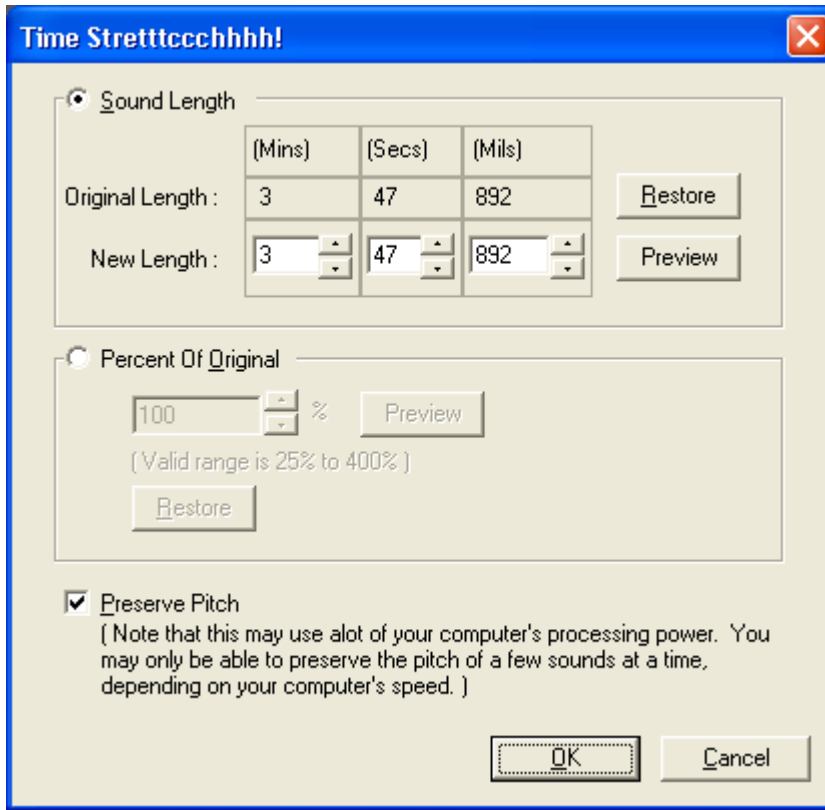 Time Stretttccchhhh!
Sound Length
(Mins) (Secs) (Mils)
Original Length : 3 47 892 Restore
New Length : 3 47 892 Preview
Percent Of Original
100 % Preview
( Valid range is 25% to 400% )
Restore
Preserve Pitch
( Note that this may use alot of your computer's processing power. You
may only be able to preserve the pitch of a few sounds at a time,
depending on your computer's speed. )
OK Cancel